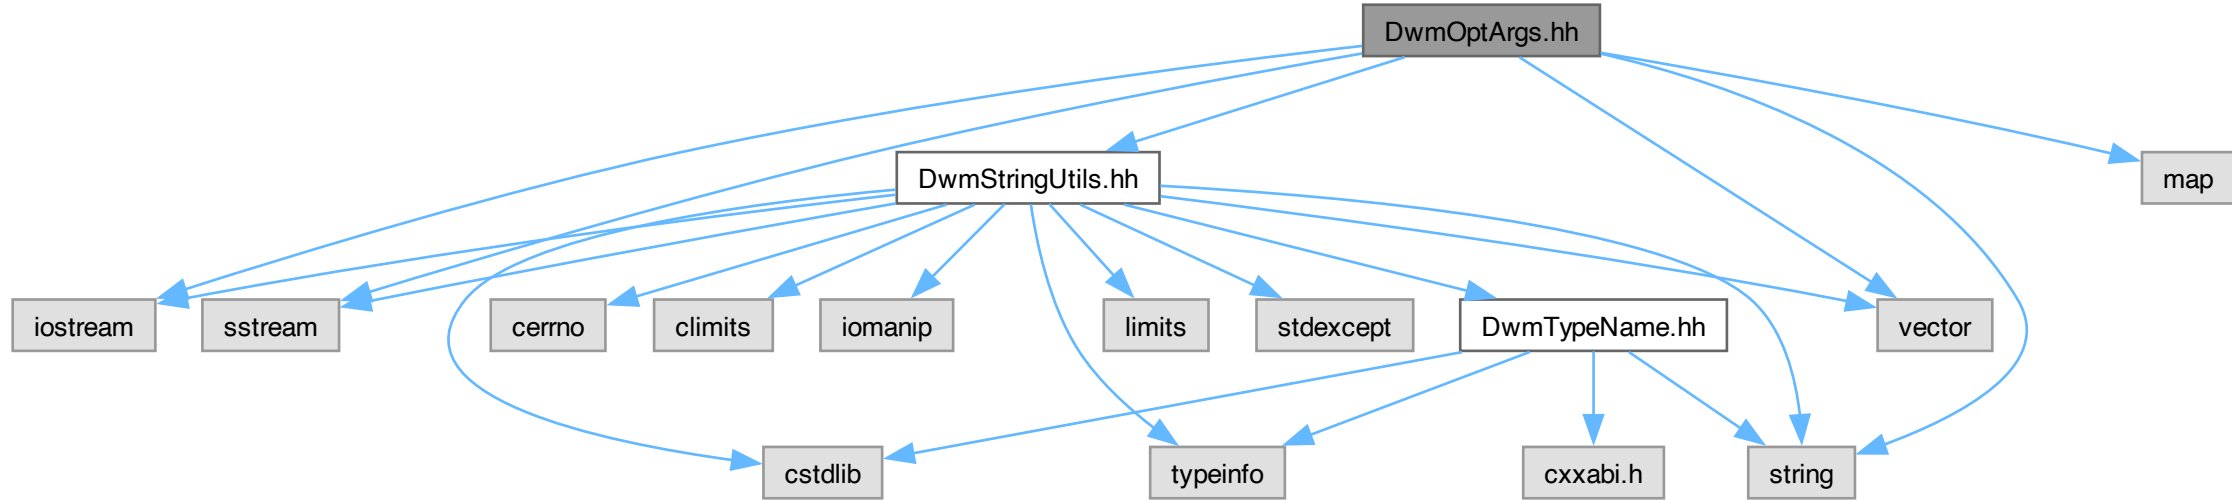 DwmOptArgs.hh
DwmStringUtils.hh
map
iostream
sstream
cerrno
climits
iomanip
limits
stdexcept
DwmTypeName.hh
vector
cstdlib
typeinfo
cxxabi.h
string